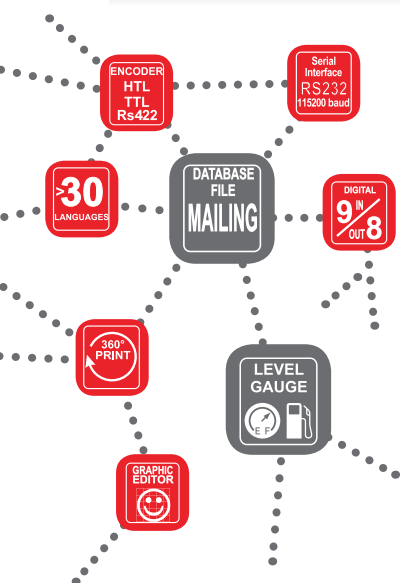 ENCODER
HTL
TTL
Rs422
Serial
Interface
RS232
115200 baud
>30
LANGUAGES
DATABASE
FILE
MAILING
DIGITAL
9 IN
OUT 8
360°
PRINT
LEVEL
GAUGE
E F
GRAPHIC
EDITOR